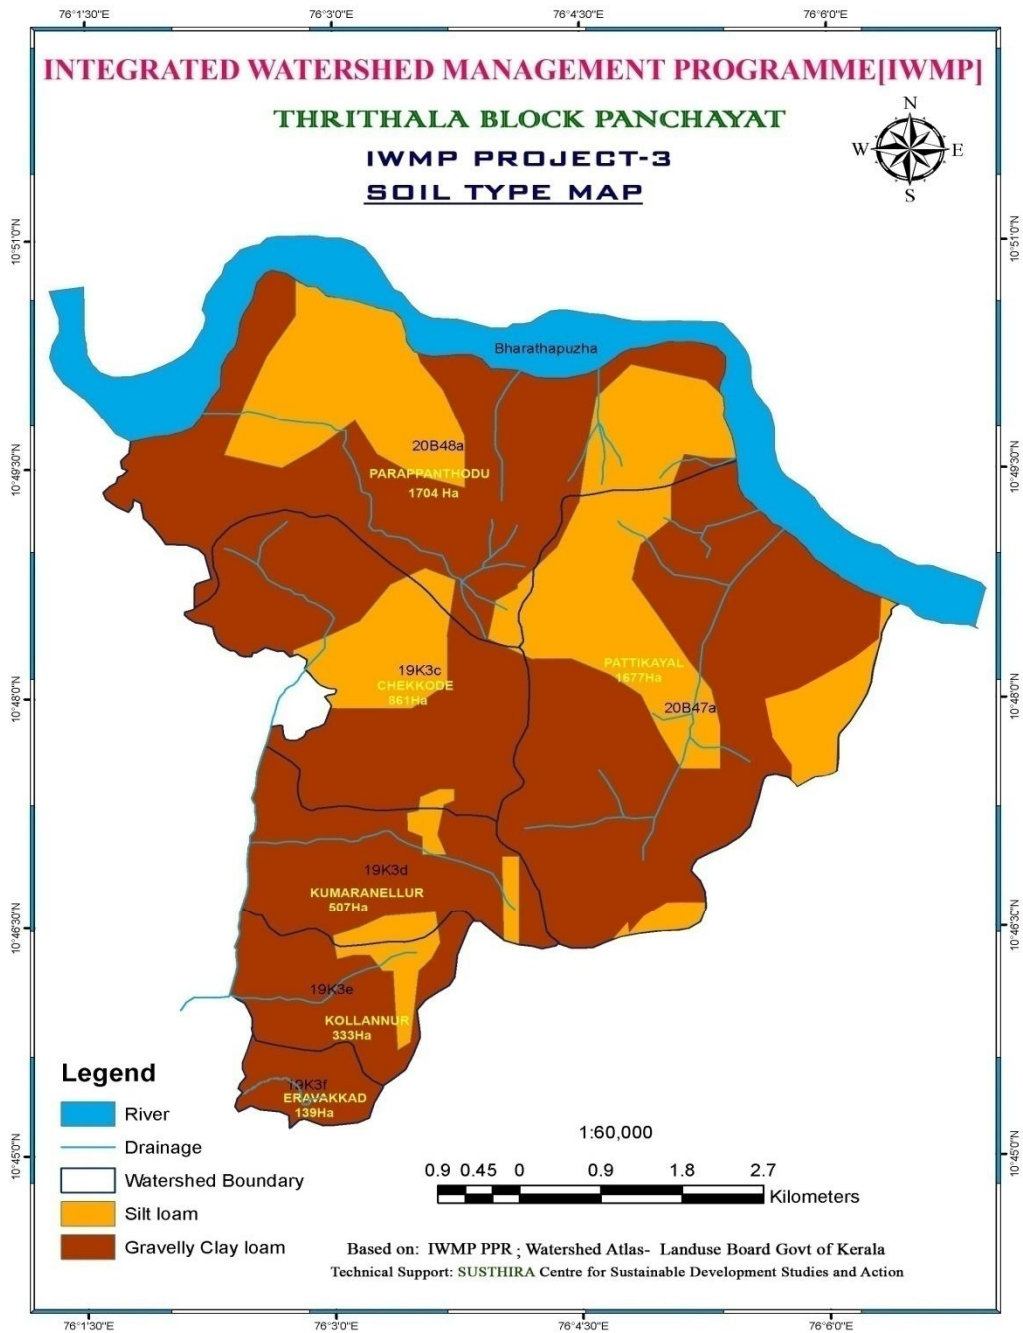 76°1'30"E 76°3'0"E 76°4'30"E 76°6'0"E
INTEGRATED WATERSHED MANAGEMENT PROGRAMME[IWMP]
THRITHALA BLOCK PANCHAYAT
IWMP PROJECT-3
SOIL TYPE MAP
N
W E
S
10°51'0"N 10°51'0"N
Bharathapuzha
20B48a
10°49'30"N 10°49'30"N
PARAPPANTHODU
1704 Ha
19K3c
CHEKKODE
861Ha
PATTIKAYAL
1677Ha
20B47a
10°48'0"N 10°48'0"N
19K3d
KUMARANELLUR
507Ha
10°46'30"N 10°46'30"N
19K3e
KOLLANNUR
333Ha
19K3f
ERAVAKKAD
139Ha
10°45'0"N 10°45'0"N
Legend
River
Drainage
Watershed Boundary
Silt loam
Gravelly Clay loam
1:60,000
0.9 0.45 0 0.9 1.8 2.7
Kilometers
Based on: IWMP PPR ; Watershed Atlas- Landuse Board Govt of Kerala
Technical Support: SUSTHIRA Centre for Sustainable Development Studies and Action
76°1'30"E 76°3'0"E 76°4'30"E 76°6'0"E